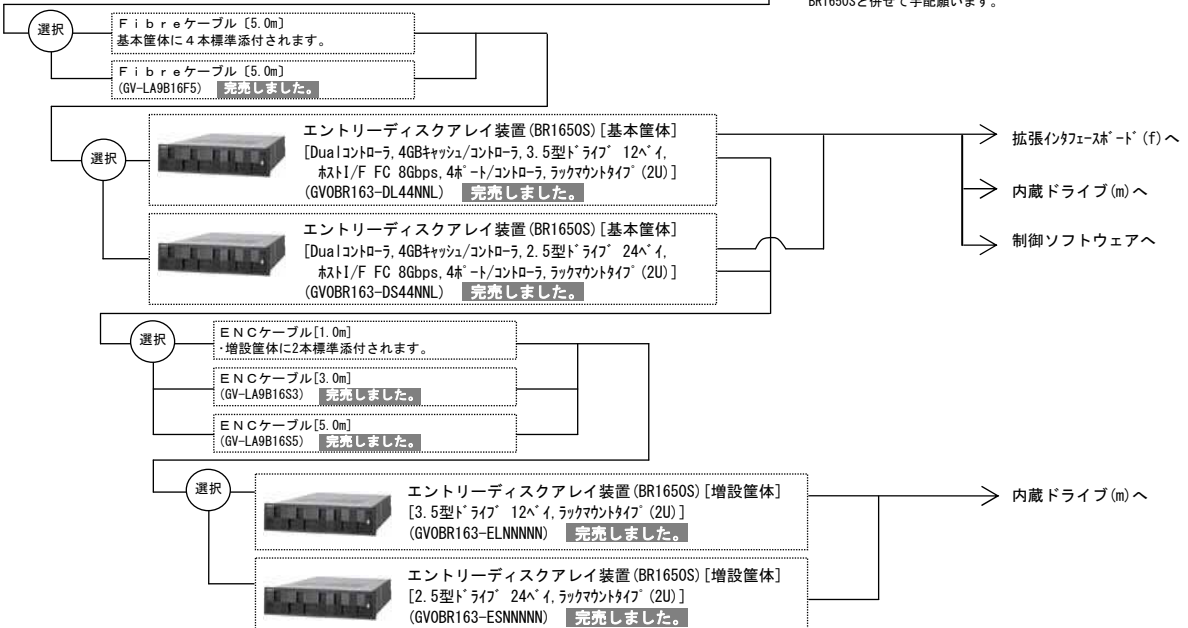 BR1650Sと併せて手配願います。
選択
Ｆｉｂｒｅケーブル〔5.0m〕
基本筐体に４本標準添付されます。
Ｆｉｂｒｅケーブル〔5.0m〕
(GV-LA9B16F5) 完売しました。
選択
エントリーディスクアレイ装置(BR1650S)[基本筐体]
[Dualｺﾝﾄﾛｰﾗ,4GBｷｬｯｼｭ/ｺﾝﾄﾛｰﾗ,3.5型ﾄﾞﾗｲﾌﾞ 12ﾍﾞｲ,
ﾎｽﾄI/F FC 8Gbps,4ﾎﾟｰﾄ/ｺﾝﾄﾛｰﾗ,ﾗｯｸﾏｳﾝﾄﾀｲﾌﾟ(2U)]
(GVOBR163-DL44NNL) 完売しました。
エントリーディスクアレイ装置(BR1650S)[基本筐体]
[Dualｺﾝﾄﾛｰﾗ,4GBｷｬｯｼｭ/ｺﾝﾄﾛｰﾗ,2.5型ﾄﾞﾗｲﾌﾞ 24ﾍﾞｲ,
ﾎｽﾄI/F FC 8Gbps,4ﾎﾟｰﾄ/ｺﾝﾄﾛｰﾗ,ﾗｯｸﾏｳﾝﾄﾀｲﾌﾟ(2U)]
(GVOBR163-DS44NNL) 完売しました。
拡張ｲﾝﾀﾌｪｰｽﾎﾞｰﾄﾞ(f)へ
内蔵ドライブ(m)へ
制御ソフトウェアへ
選択
ＥＮＣケーブル[1.0m]
･増設筐体に2本標準添付されます。
ＥＮＣケーブル[3.0m]
(GV-LA9B16S3) 完売しました。
ＥＮＣケーブル[5.0m]
(GV-LA9B16S5) 完売しました。
選択
エントリーディスクアレイ装置(BR1650S)[増設筐体]
[3.5型ﾄﾞﾗｲﾌﾞ 12ﾍﾞｲ,ﾗｯｸﾏｳﾝﾄﾀｲﾌﾟ(2U)]
(GVOBR163-ELNNNNN) 完売しました。
エントリーディスクアレイ装置(BR1650S)[増設筐体]
[2.5型ﾄﾞﾗｲﾌﾞ 24ﾍﾞｲ,ﾗｯｸﾏｳﾝﾄﾀｲﾌﾟ(2U)]
(GVOBR163-ESNNNNN) 完売しました。
内蔵ドライブ(m)へ